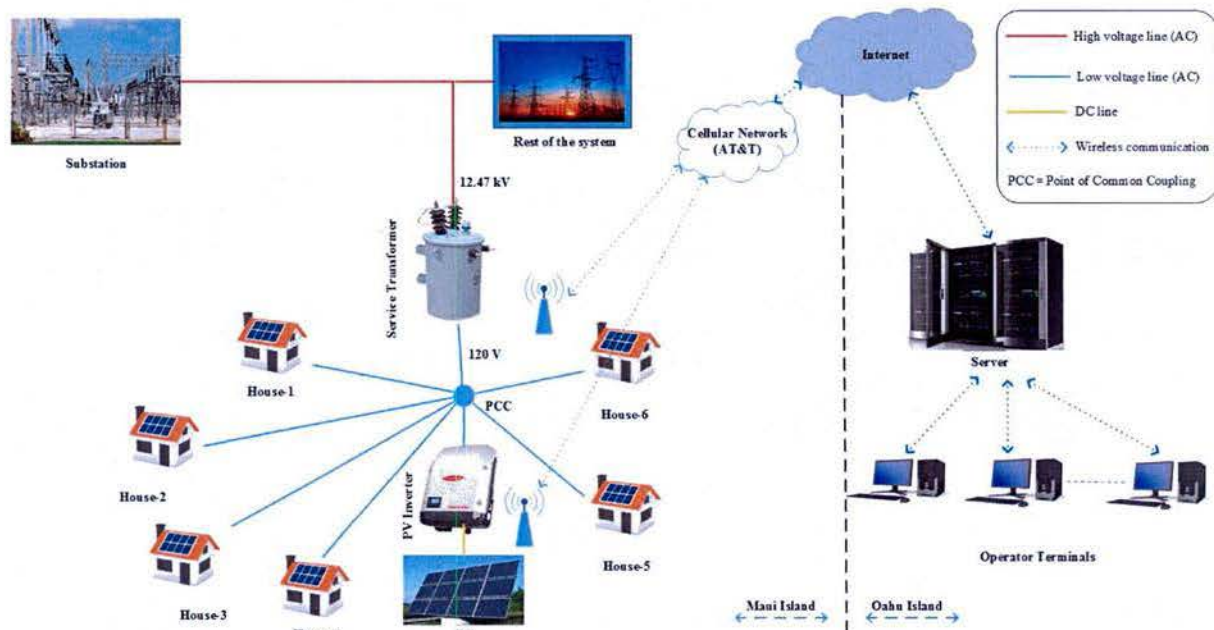 Substation
Rest of the system
12.47 kV
Service Transformer
120 V
PCC
House-1
House-2
House-3
PV Inverter
House-6
House-5
Internet
Cellular Network
(AT&T)
High voltage line (AC)
Low voltage line (AC)
DC line
Wireless communication
PCC = Point of Common Coupling
Server
Operator Terminals
Maui Island
Oahu Island